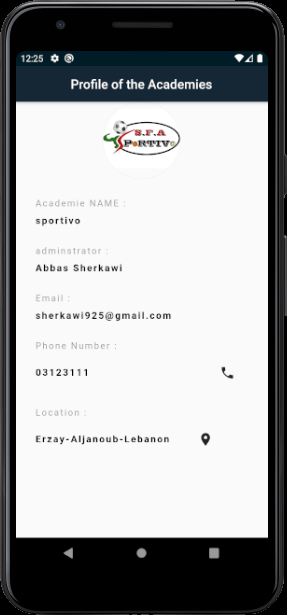 12:25
Profile of the Academies
S.F.A
SPORTIVO
Academie NAME :
sportivo
adminstrator :
Abbas Sherkawi
Email :
sherkawi925@gmail.com
Phone Number :
03123111
Location :
Erzay-Aljanoub-Lebanon